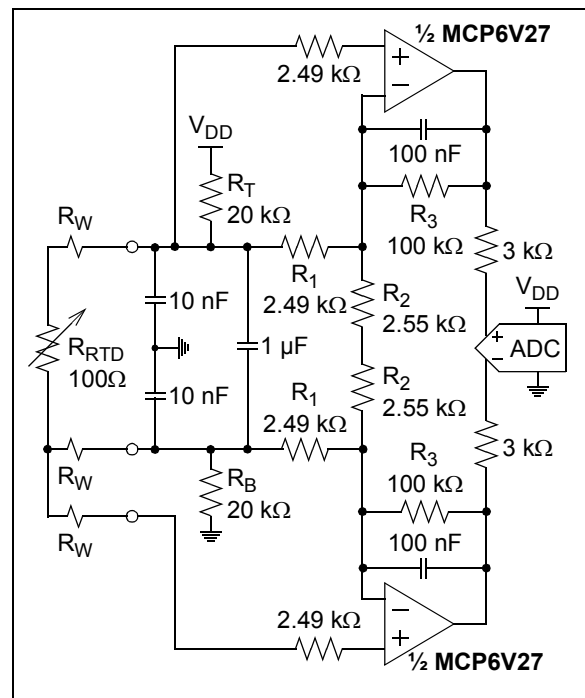 ½ MCP6V27
2.49 kΩ
+
−
V_DD
100 nF
R_T
20 kΩ
R_W
R_3
100 kΩ
3 kΩ
R_1
2.49 kΩ
V_DD
10 nF
R_2
2.55 kΩ
+
−
ADC
R_RTD
100Ω
1 µF
10 nF
R_2
2.55 kΩ
R_1
2.49 kΩ
R_3
100 kΩ
3 kΩ
R_W
R_B
20 kΩ
R_W
100 nF
2.49 kΩ
−
+
½ MCP6V27